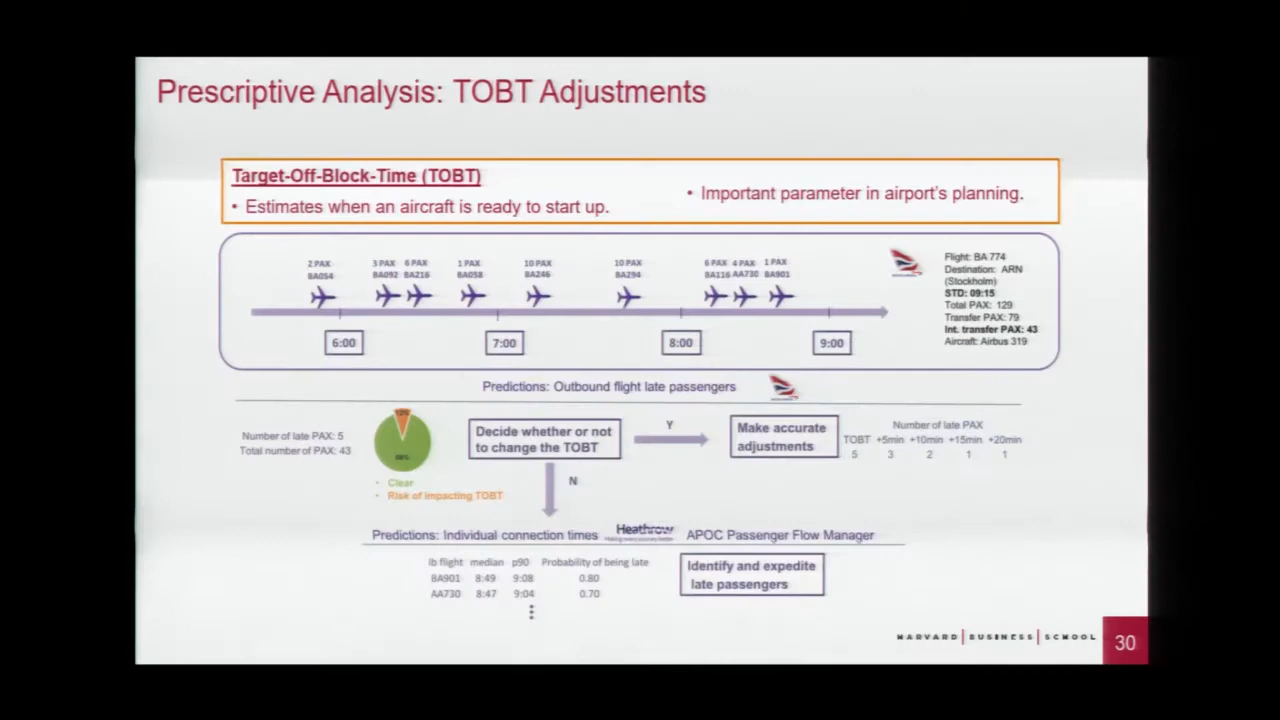 Prescriptive Analysis: TOBT Adjustments
Target-Off-Block-Time (TOBT)
• Estimates when an aircraft is ready to start up.
• Important parameter in airport's planning.
2 PAX 3 PAX 6 PAX 1 PAX 10 PAX 10 PAX 6 PAX 4 PAX 1 PAX
BA054 BA092 BA216 BA058 BA246 BA294 BA116 AA730 BA901
6:00 7:00 8:00 9:00
Flight: BA 774
Destination: ARN
(Stockholm)
STD: 09:15
Total PAX: 129
Transfer PAX: 79
Int. transfer PAX: 43
Aircraft: Airbus 319
Predictions: Outbound flight late passengers
Number of late PAX: 5
Total number of PAX: 43
12%
88%
• Clear
• Risk of impacting TOBT
Decide whether or not
to change the TOBT
Y
N
Make accurate
adjustments
Number of late PAX
TOBT +5min +10min +15min +20min
5 3 2 1 1
Predictions: Individual connection times
Heathrow
Making every journey better
APOC Passenger Flow Manager
Ib flight median p90 Probability of being late
BA901 8:49 9:08 0.80
AA730 8:47 9:04 0.70
Identify and expedite
late passengers
HARVARD | BUSINESS | SCHOOL
30